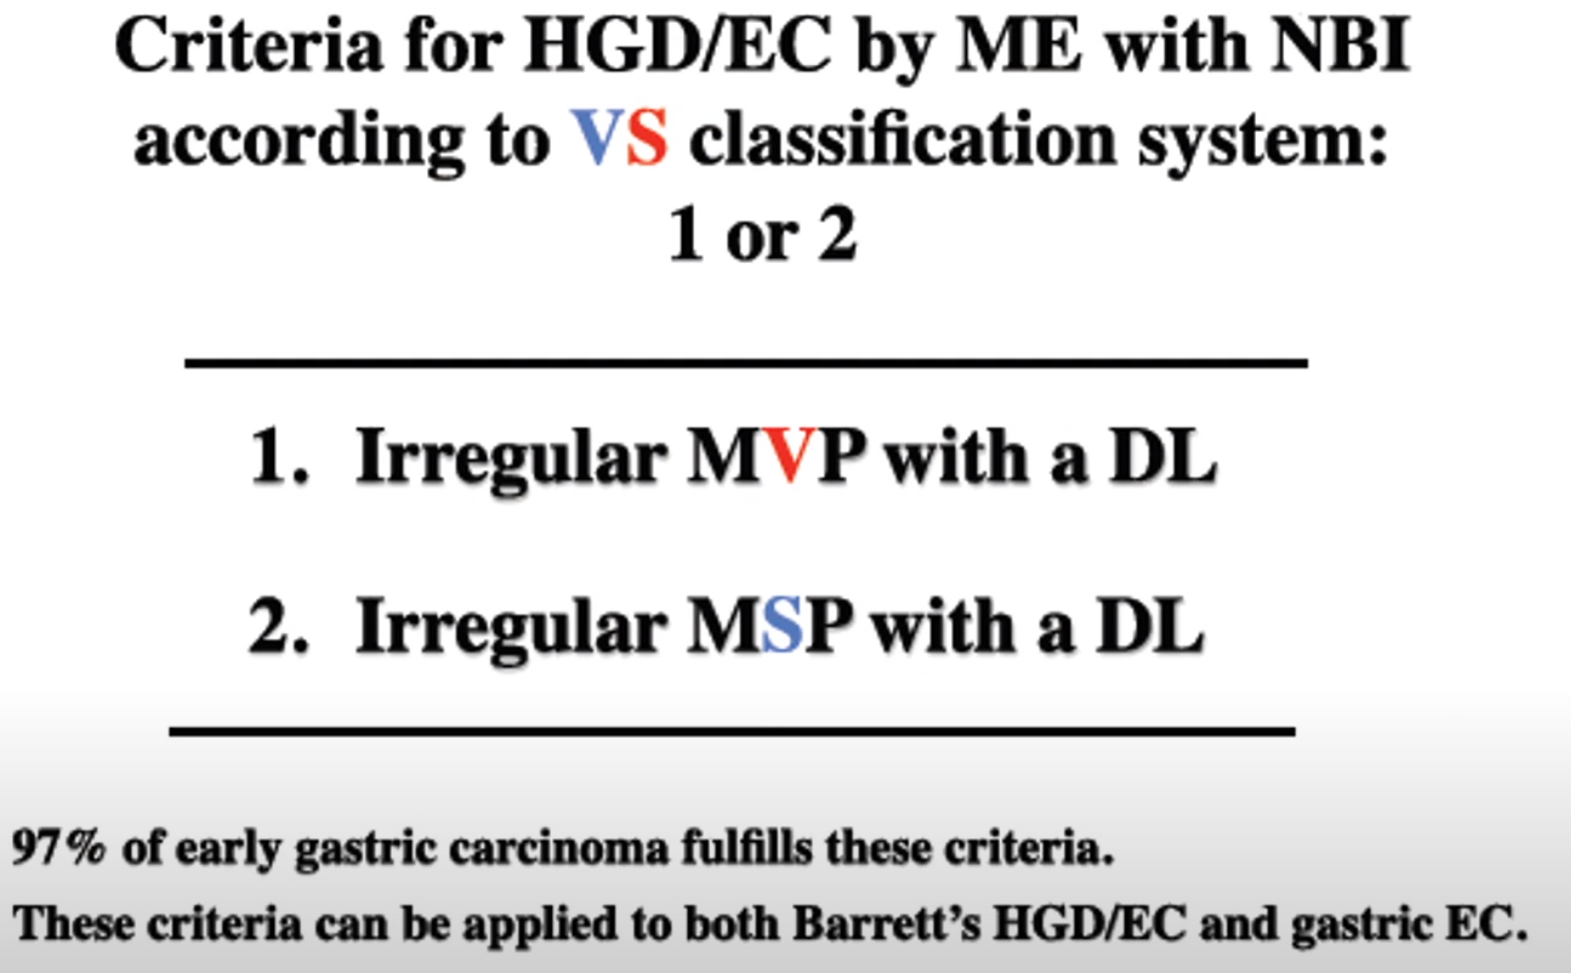 Criteria for HGD/EC by ME with NBI
according to VS classification system:
1 or 2
1. Irregular MVP with a DL
2. Irregular MSP with a DL
97% of early gastric carcinoma fulfills these criteria.
These criteria can be applied to both Barrett’s HGD/EC and gastric EC.